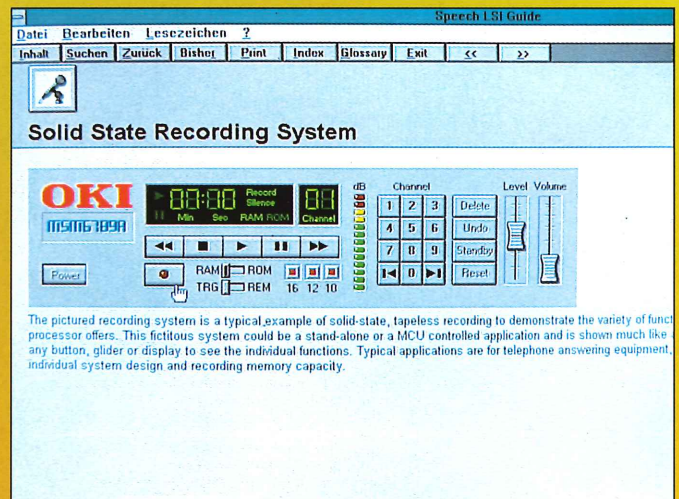 Speech LSI Guide
Datei Bearbeiten Lesezeichen ?
Inhalt Suchen Zurück Bisher Print Index Glossary Exit << >>
Solid State Recording System
OKI
MSM6789A
Power
00:00 Record
Silence
Min Sec RAM ROM
Channel
RAM ROM
TRG REM
16 12 10
dB
Channel
1 2 3
4 5 6
7 8 9
0
Delete
Undo
Standby
Reset
Level Volume
The pictured recording system is a typical example of solid-state, tapeless recording to demonstrate the variety of funct
processor offers. This fictitous system could be a stand-alone or a MCU controlled application and is shown much like
any button, glider or display to see the individual functions. Typical applications are for telephone answering equipment,
individual system design and recording memory capacity.